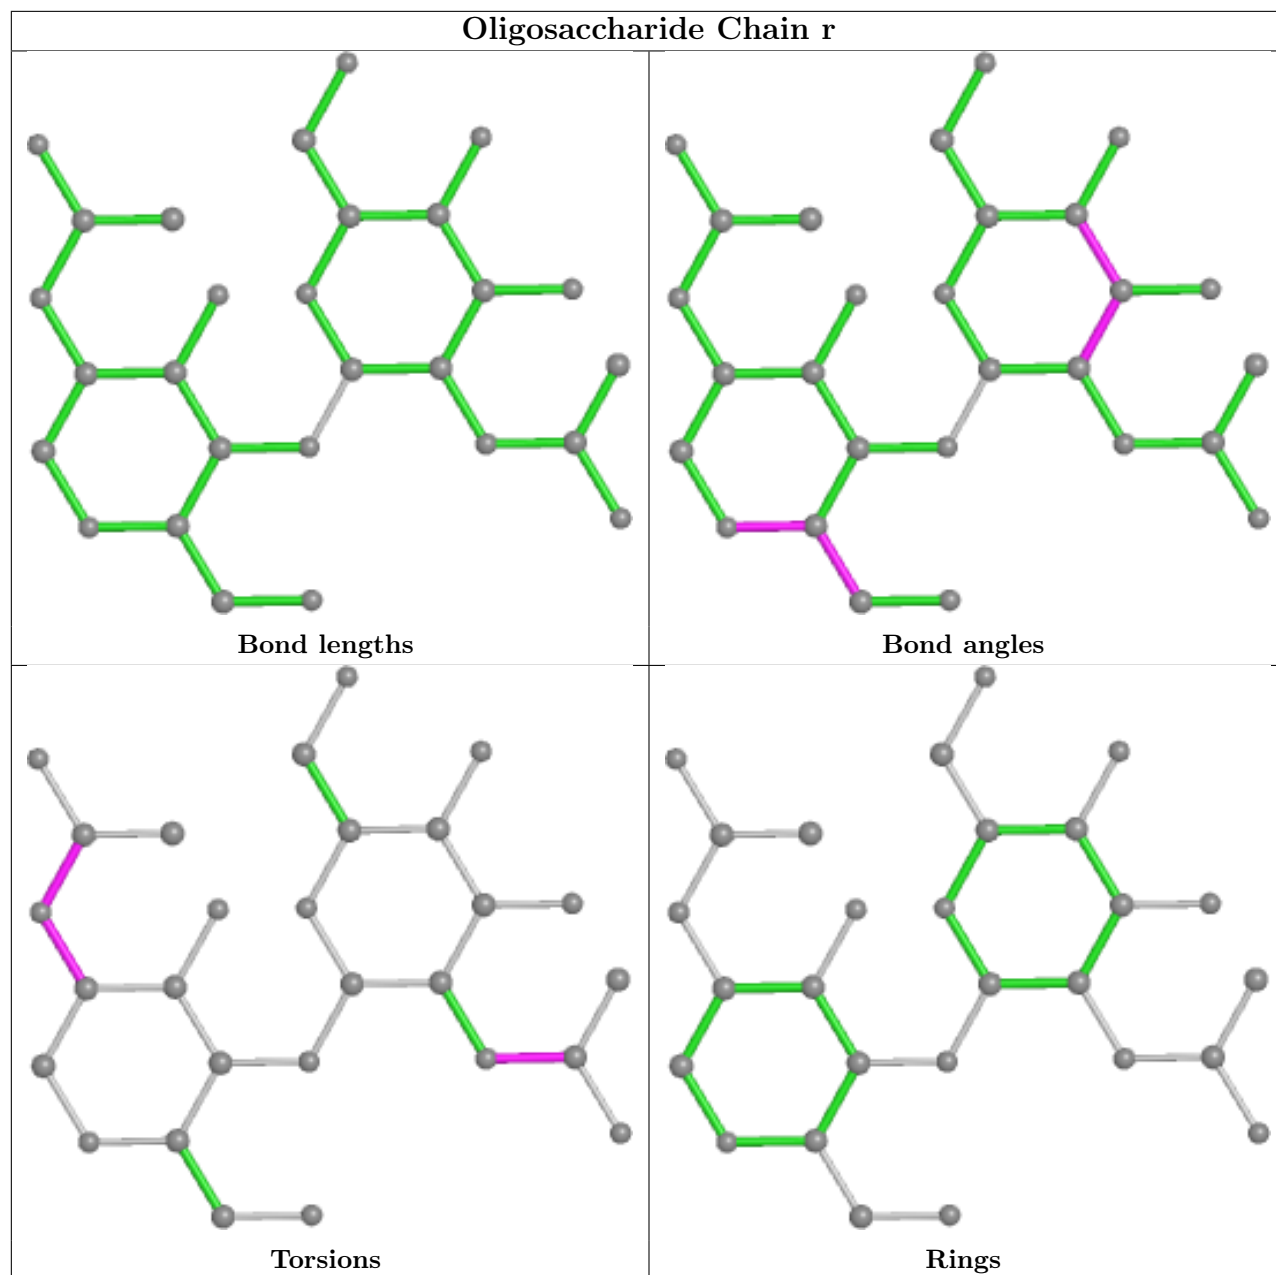 Oligosaccharide Chain r
Bond lengths
Bond angles
Torsions
Rings